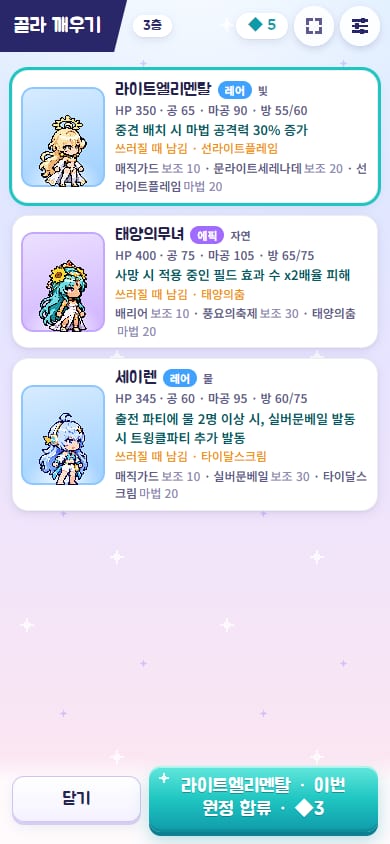 골라 깨우기
3층
◆ 5
라이트엘리멘탈 레어 빛
HP 350 · 공 65 · 마공 90 · 방 55/60
중견 배치 시 마법 공격력 30% 증가
쓰러질 때 남김 · 선라이트플레임
매직가드 보조 10 · 문라이트세레나데 보조 20 · 선
라이트플레임 마법 20
태양의무녀 에픽 자연
HP 400 · 공 75 · 마공 105 · 방 65/75
사망 시 적용 중인 필드 효과 수 x2배율 피해
쓰러질 때 남김 · 태양의춤
배리어 보조 10 · 풍요의축제 보조 30 · 태양의춤
마법 20
세이렌 레어 물
HP 345 · 공 60 · 마공 95 · 방 60/75
출전 파티에 물 2명 이상 시, 실버문베일 발동
시 트윙클파티 추가 발동
쓰러질 때 남김 · 타이달스크림
매직가드 보조 10 · 실버문베일 보조 30 · 타이달스
크림 마법 20
닫기
라이트엘리멘탈 · 이번
원정 합류 · ◆3